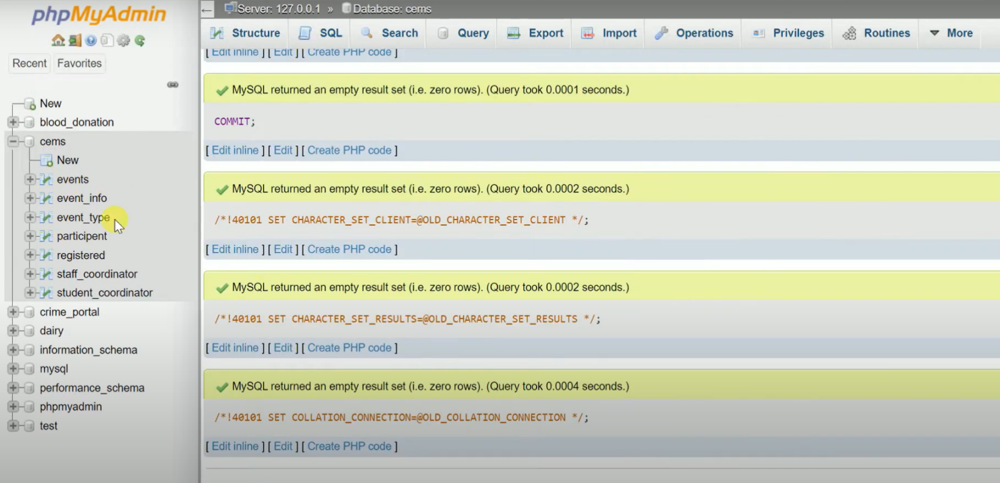 phpMyAdmin
Recent Favorites
New
blood_donation
cems
New
events
event_info
event_type
participent
registered
staff_coordinator
student_coordinator
crime_portal
dairy
information_schema
mysql
performance_schema
phpmyadmin
test
← Server: 127.0.0.1 » Database: cems
Structure SQL Search Query Export Import Operations Privileges Routines More
[ Edit inline ] [ Edit ] [ Create PHP code ]
MySQL returned an empty result set (i.e. zero rows). (Query took 0.0001 seconds.)
COMMIT;
[ Edit inline ] [ Edit ] [ Create PHP code ]
MySQL returned an empty result set (i.e. zero rows). (Query took 0.0002 seconds.)
/*!40101 SET CHARACTER_SET_CLIENT=@OLD_CHARACTER_SET_CLIENT */;
[ Edit inline ] [ Edit ] [ Create PHP code ]
MySQL returned an empty result set (i.e. zero rows). (Query took 0.0002 seconds.)
/*!40101 SET CHARACTER_SET_RESULTS=@OLD_CHARACTER_SET_RESULTS */;
[ Edit inline ] [ Edit ] [ Create PHP code ]
MySQL returned an empty result set (i.e. zero rows). (Query took 0.0004 seconds.)
/*!40101 SET COLLATION_CONNECTION=@OLD_COLLATION_CONNECTION */;
[ Edit inline ] [ Edit ] [ Create PHP code ]